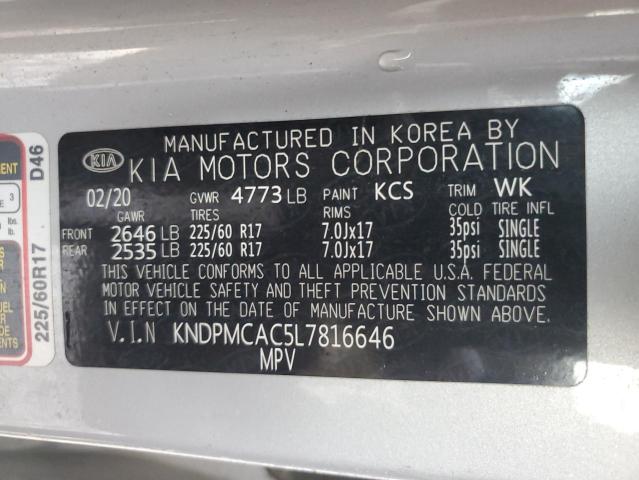 MANUFACTURED IN KOREA BY
KIA KIA MOTORS CORPORATION
02/20 GVWR 4773 LB PAINT KCS TRIM WK
GAWR TIRES RIMS COLD TIRE INFL
FRONT 2646 LB 225/60 R17 7.0Jx17 35psi SINGLE
REAR 2535 LB 225/60 R17 7.0Jx17 35psi SINGLE
THIS VEHICLE CONFORMS TO ALL APPLICABLE U.S.A. FEDERAL
MOTOR VEHICLE SAFETY AND THEFT PREVENTION STANDARDS
IN EFFECT ON THE DATE OF MANUFACTURE SHOWN ABOVE.
V.I.N KNDPMCAC5L7816646
MPV
225/60R17 D46
3
lbs.